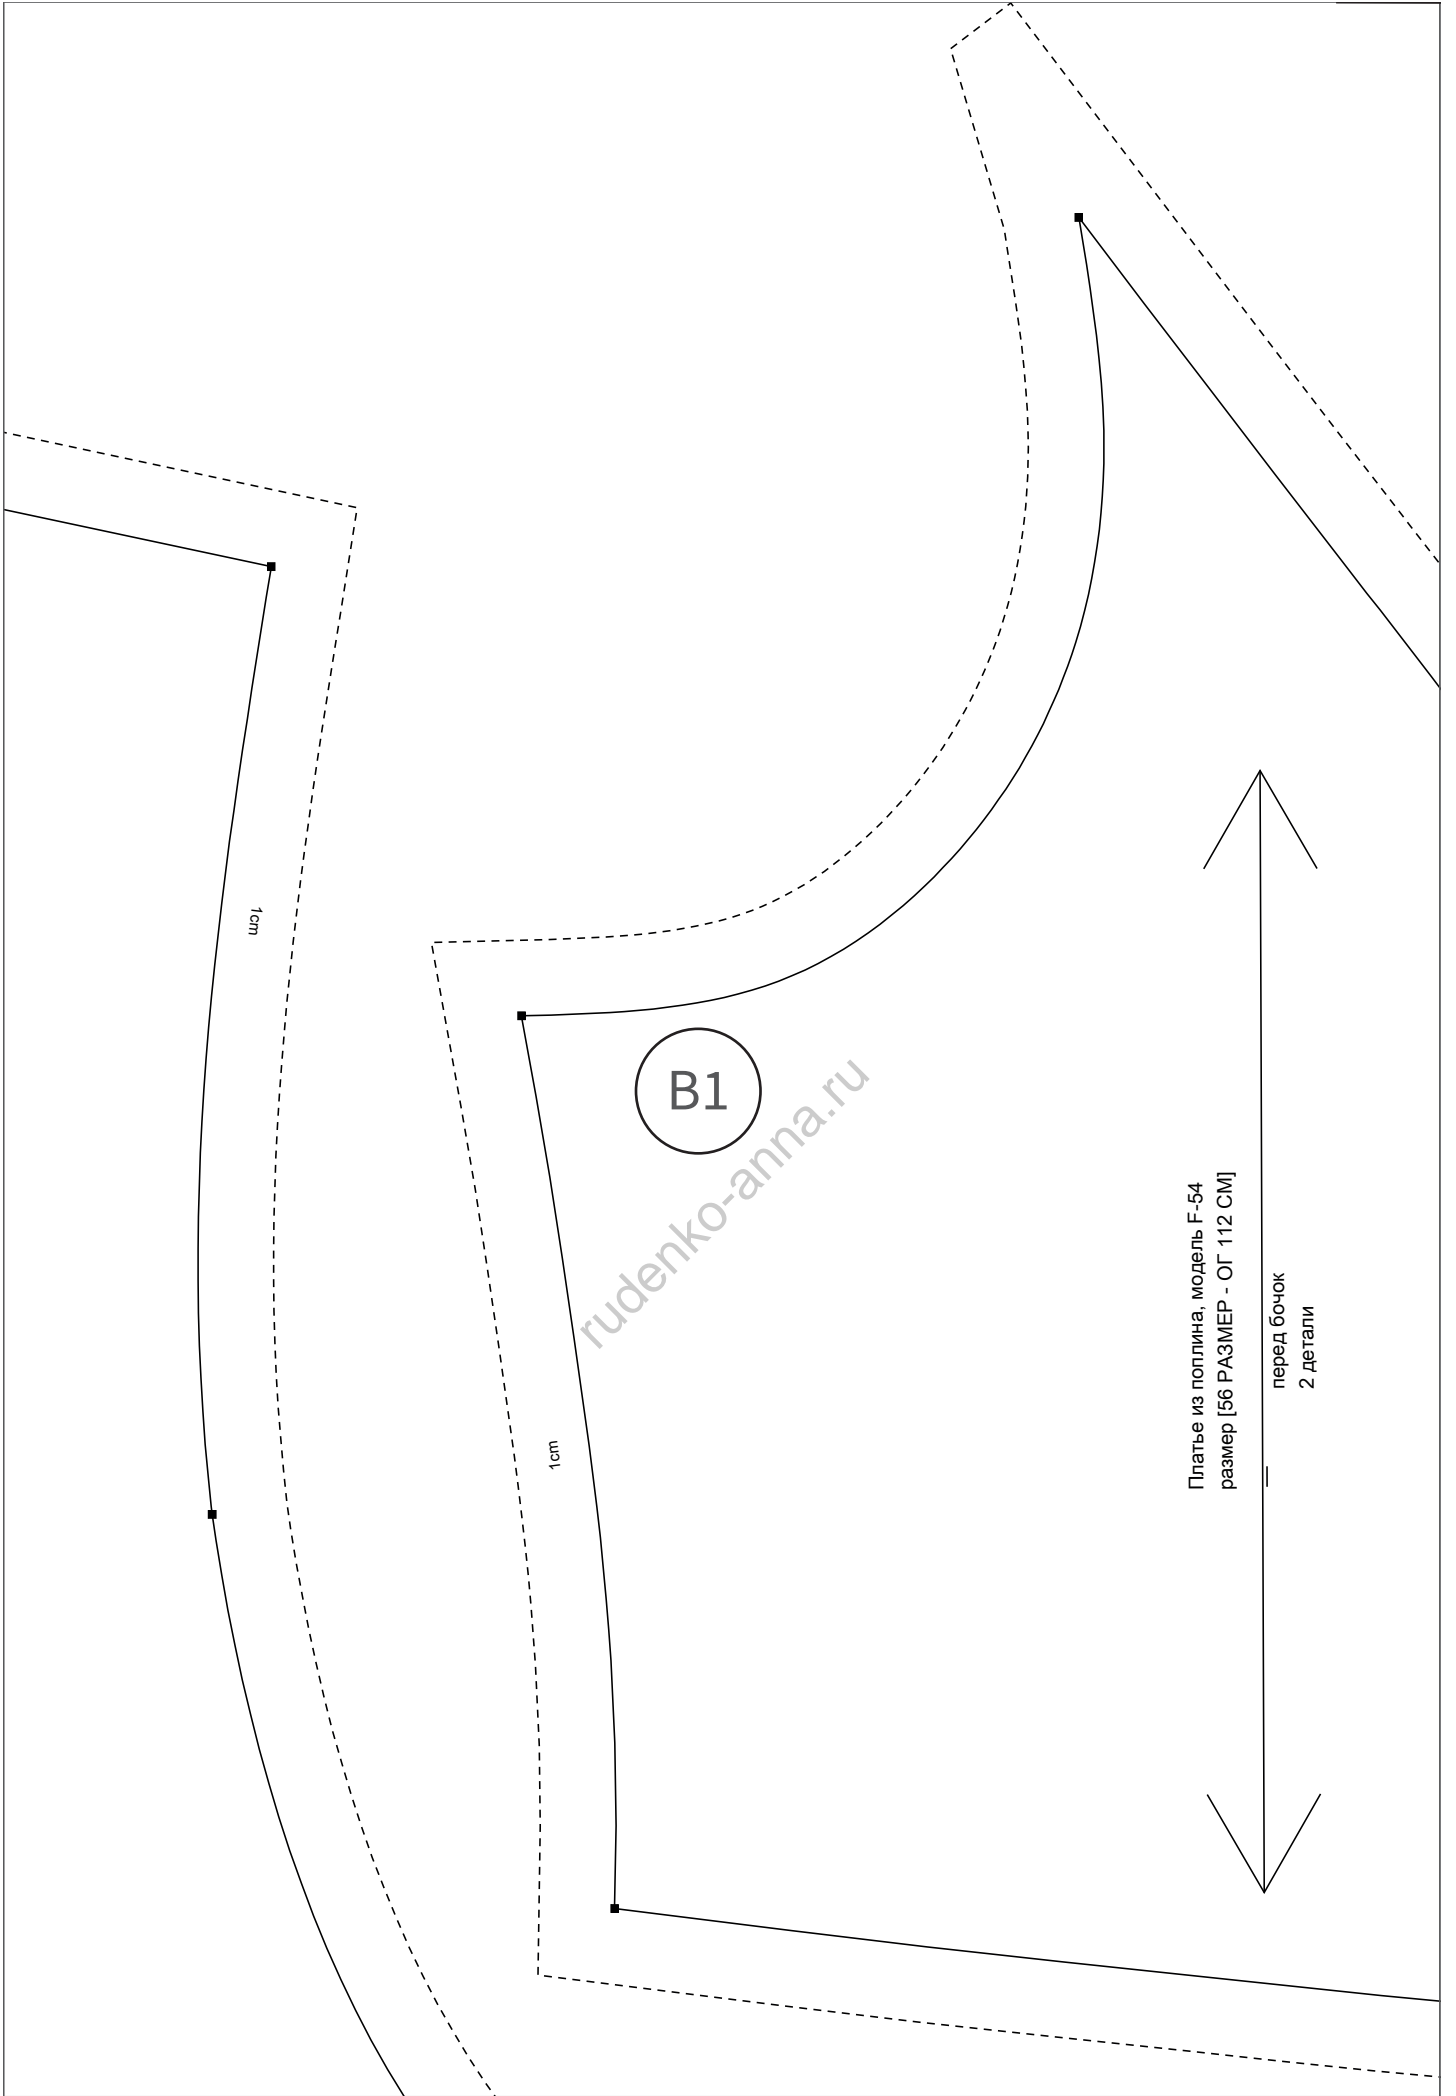 1cm
B1
rudenko-anna.ru
1cm
Платье из поплина, модель F-54
размер [56 РАЗМЕР - ОГ 112 СМ]
перед бочок
2 детали